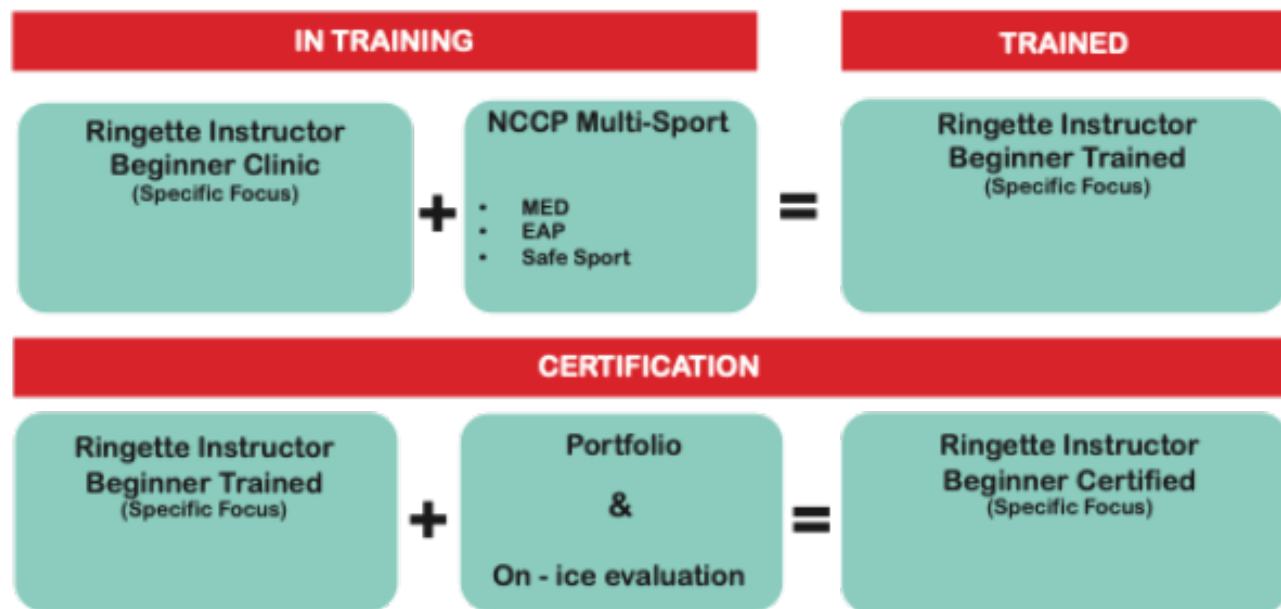 IN TRAINING
TRAINED
Ringette Instructor
Beginner Clinic
(Specific Focus)
+
NCCP Multi-Sport
• MED
• EAP
• Safe Sport
=
Ringette Instructor
Beginner Trained
(Specific Focus)
CERTIFICATION
Ringette Instructor
Beginner Trained
(Specific Focus)
+
Portfolio
&
On - ice evaluation
=
Ringette Instructor
Beginner Certified
(Specific Focus)